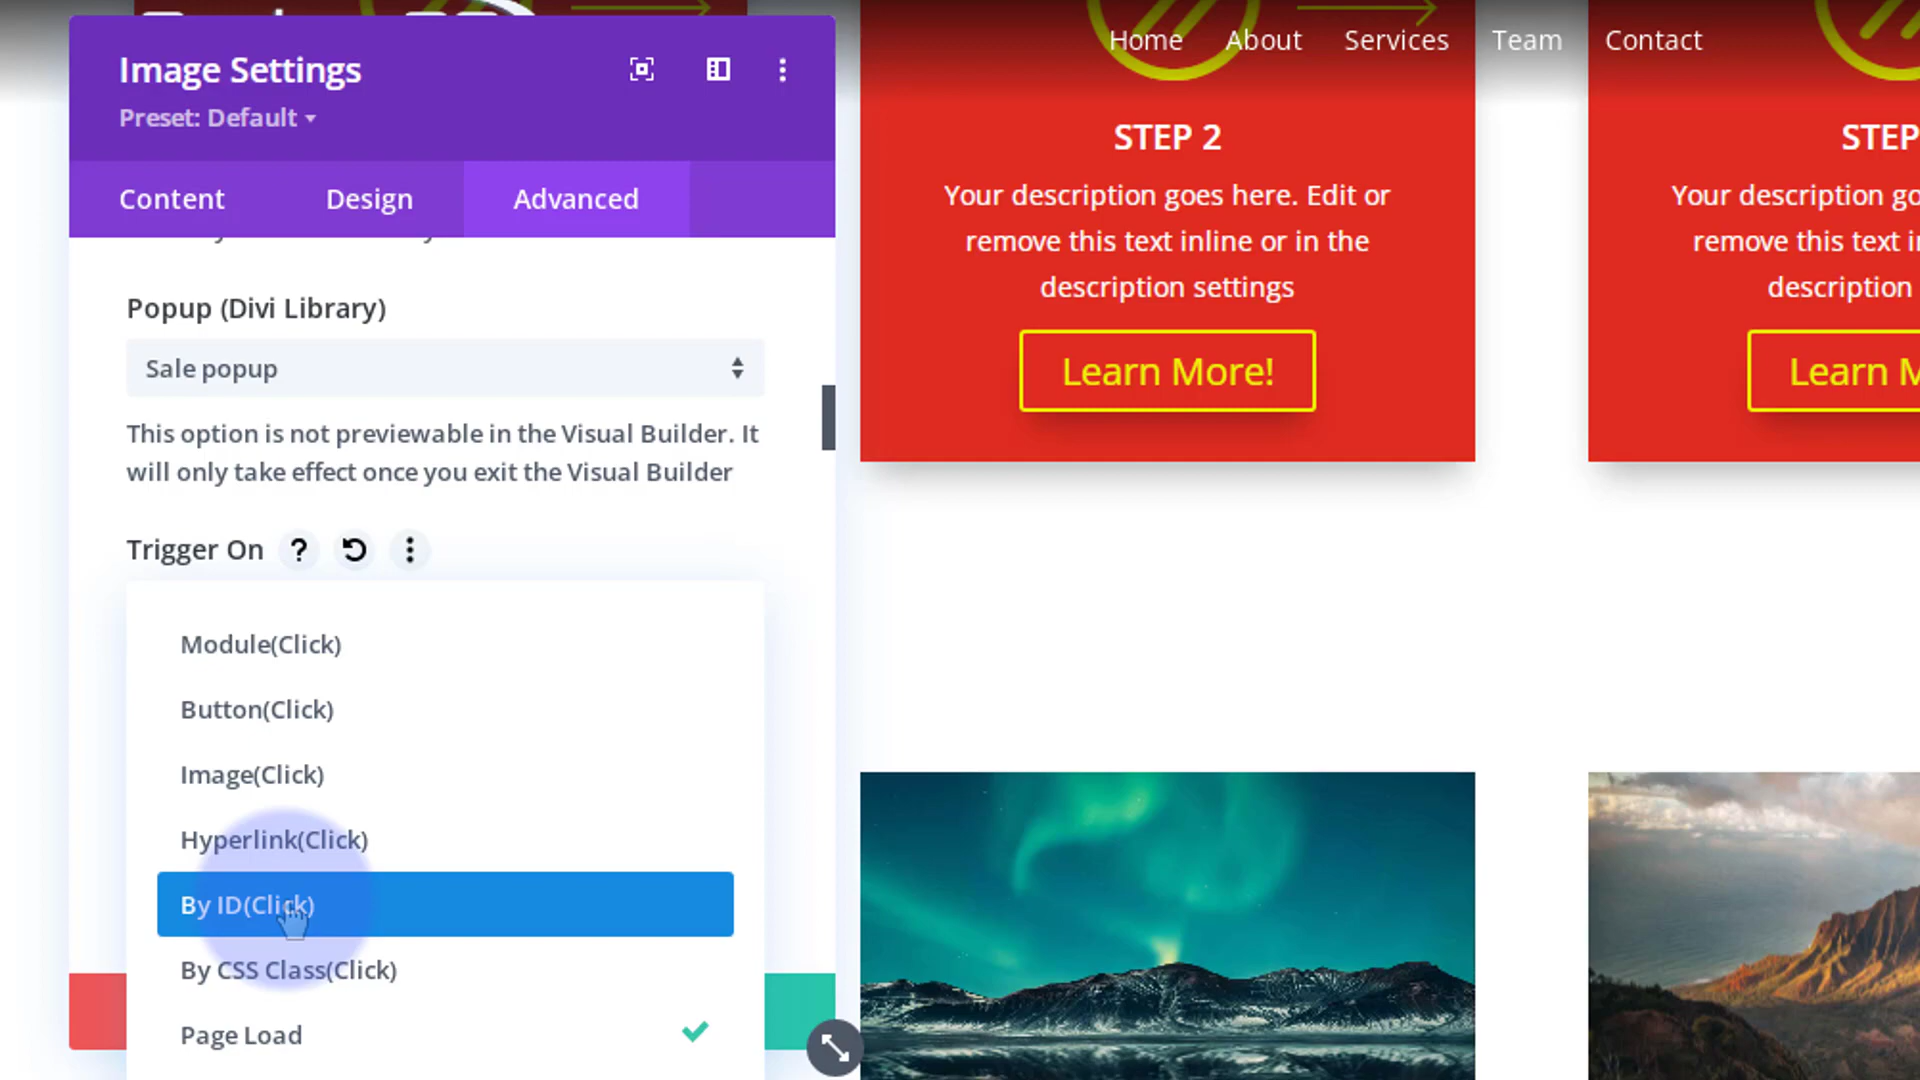 Image Settings
Preset: Default
Content
Design
Advanced
Popup (Divi Library)
Sale popup
This option is not previewable in the Visual Builder. It
will only take effect once you exit the Visual Builder
Trigger On
?
Module(Click)
Button(Click)
Image(Click)
Hyperlink(Click)
By ID(Click)
By CSS Class(Click)
Page Load
Home
About
Services
Team
Contact
STEP 2
Your description goes here. Edit or
remove this text inline or in the
description settings
Learn More!
STEP
Your description go
remove this text i
description
Learn M